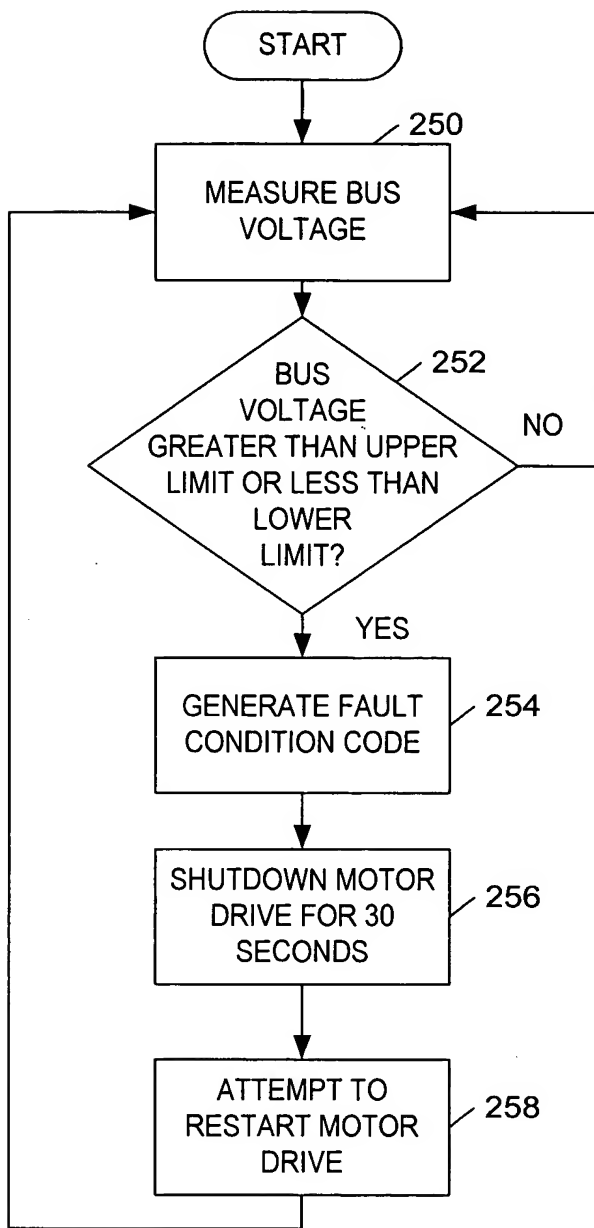 START
250
MEASURE BUS
VOLTAGE
252
BUS
VOLTAGE
GREATER THAN UPPER
LIMIT OR LESS THAN
LOWER
LIMIT?
NO
YES
GENERATE FAULT
CONDITION CODE
254
SHUTDOWN MOTOR
DRIVE FOR 30
SECONDS
256
ATTEMPT TO
RESTART MOTOR
DRIVE
258